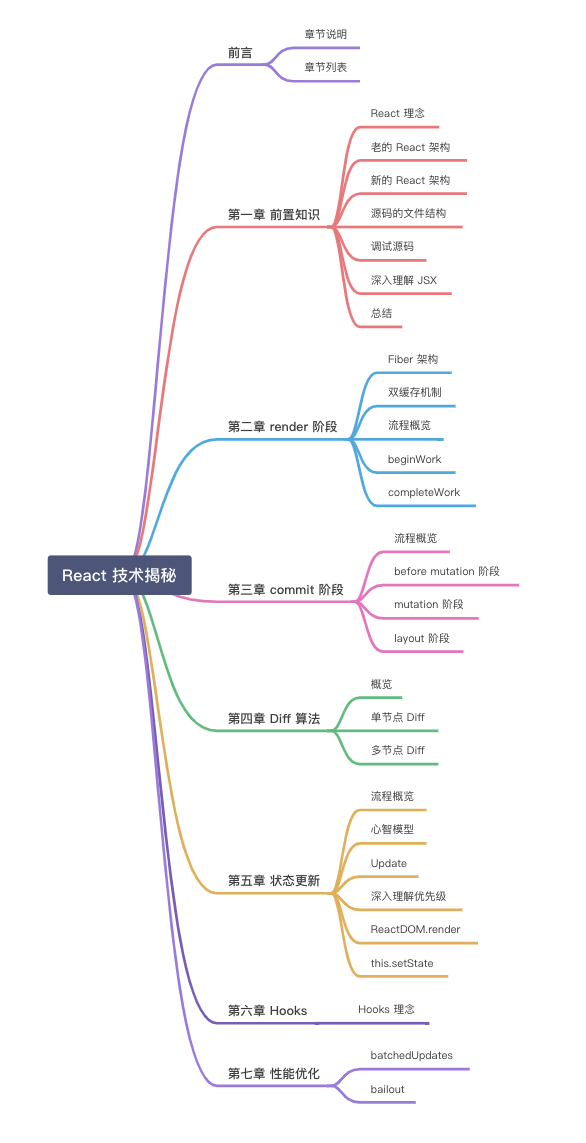 React 技术揭秘
前言
章节说明
章节列表
第一章 前置知识
React 理念
老的 React 架构
新的 React 架构
源码的文件结构
调试源码
深入理解 JSX
总结
第二章 render 阶段
Fiber 架构
双缓存机制
流程概览
beginWork
completeWork
第三章 commit 阶段
流程概览
before mutation 阶段
mutation 阶段
layout 阶段
第四章 Diff 算法
概览
单节点 Diff
多节点 Diff
第五章 状态更新
流程概览
心智模型
Update
深入理解优先级
ReactDOM.render
this.setState
第六章 Hooks
Hooks 理念
第七章 性能优化
batchedUpdates
bailout